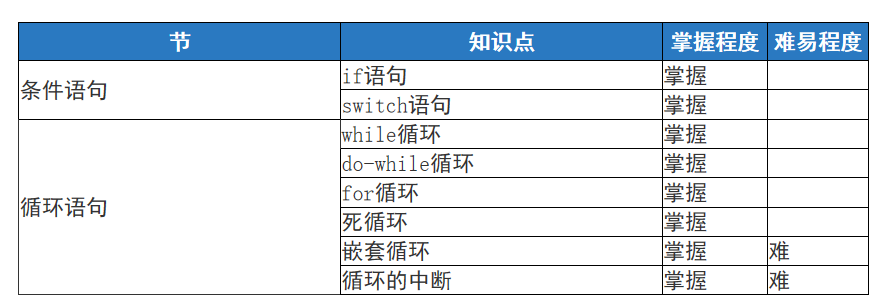 节 知识点 掌握程度 难易程度
条件语句 if语句 掌握
switch语句 掌握
循环语句 while循环 掌握
do-while循环 掌握
for循环 掌握
死循环 掌握
嵌套循环 掌握 难
循环的中断 掌握 难